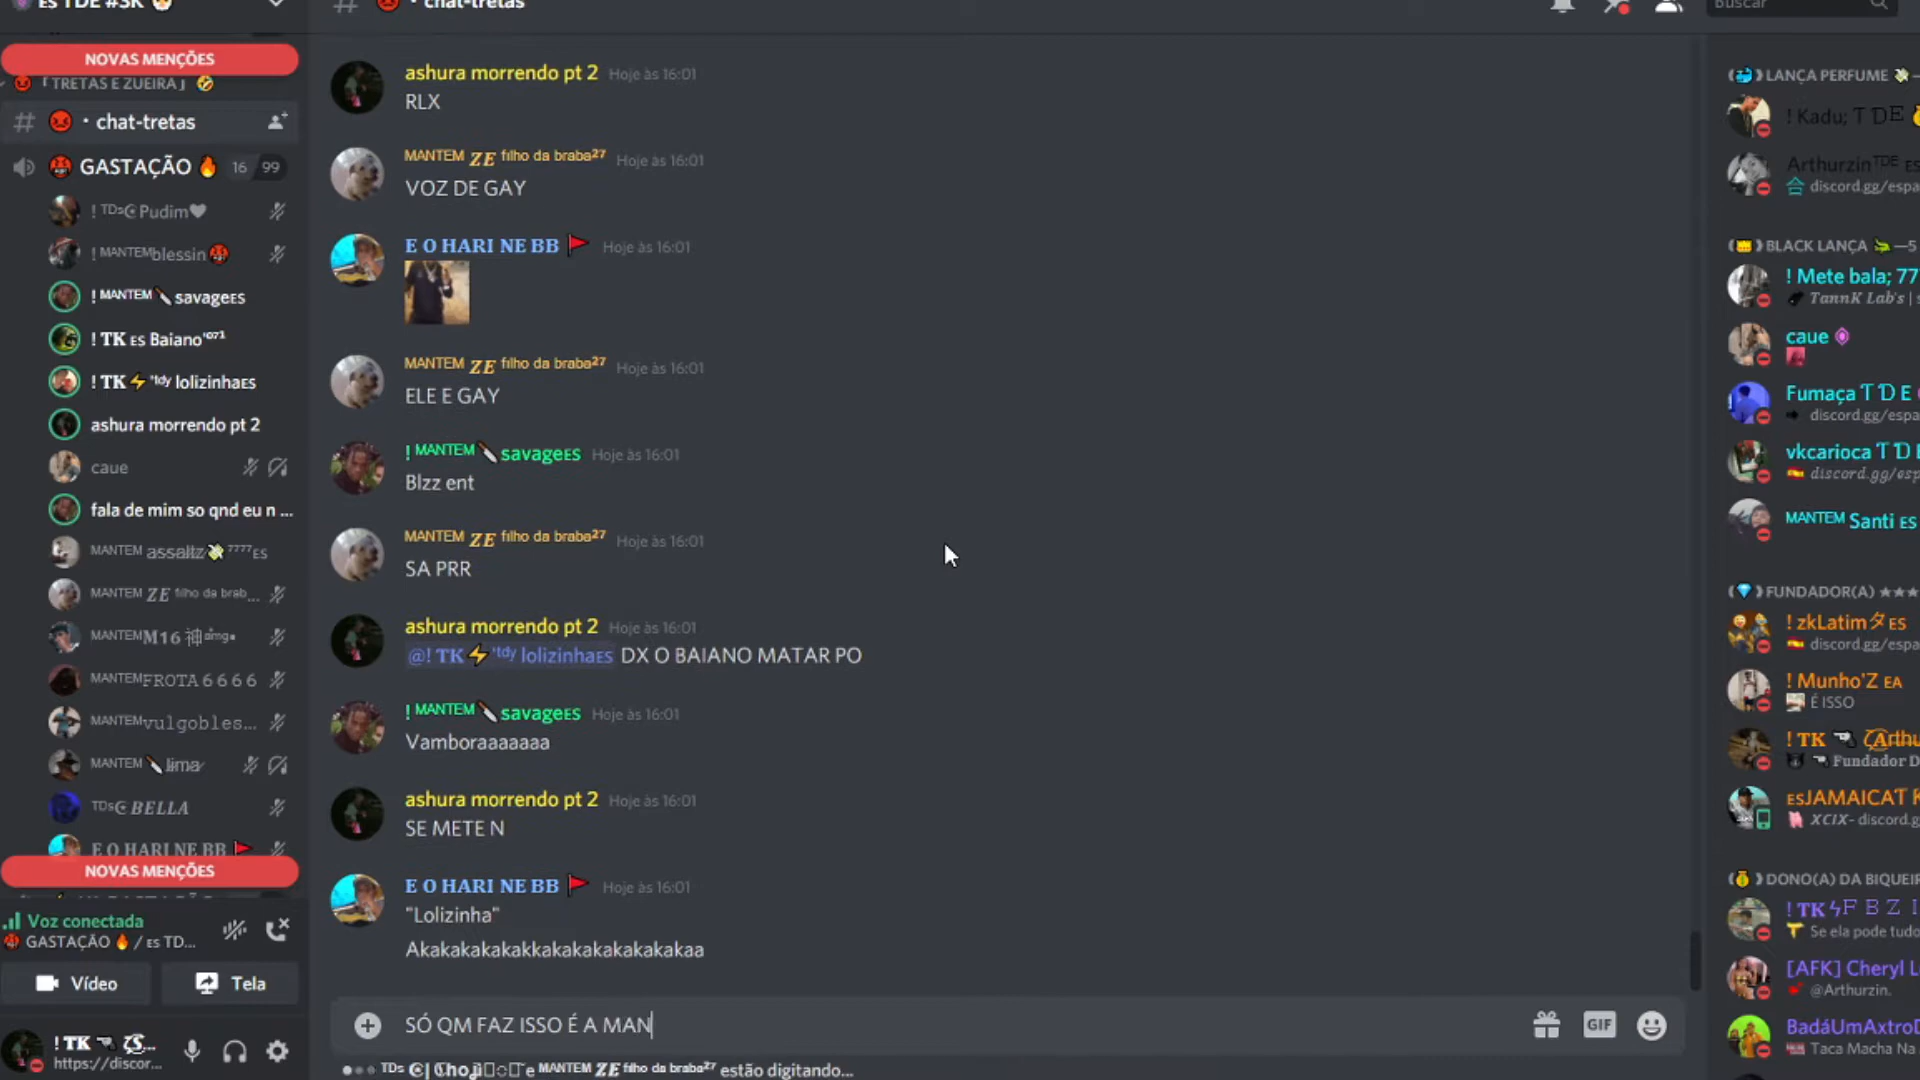 ES TDE #3K
NOVAS MENÇÕES
「TRETAS E ZUEIRA」
chat-tretas
GASTAÇÃO 16 99
! TDs Pudim
! MANTEM blessin
! MANTEM savageES
! TK ES Baiano'071
! TK "tdy lolizinhaES
ashura morrendo pt 2
caue
fala de mim so qnd eu n ...
MANTEM assaltz 7777ES
MANTEM ZE filho da brab...
MANTEM M16 神
MANTEM FROTA 6 6 6 6
MANTEM vulgobles...
MANTEM lima
TDs BELLA
E O HARI NE BB
NOVAS MENÇÕES
Voz conectada
GASTAÇÃO / ES TD...
Vídeo
Tela
! TK
https://discor...
# • chat-tretas
ashura morrendo pt 2 Hoje às 16:01
RLX
MANTEM ZE filho da braba27 Hoje às 16:01
VOZ DE GAY
E O HARI NE BB Hoje às 16:01
MANTEM ZE filho da braba27 Hoje às 16:01
ELE E GAY
! MANTEM savageES Hoje às 16:01
Blzz ent
MANTEM ZE filho da braba27 Hoje às 16:01
SA PRR
ashura morrendo pt 2 Hoje às 16:01
@! TK 'tdy lolizinhaES DX O BAIANO MATAR PO
! MANTEM savageES Hoje às 16:01
Vamboraaaaaaa
ashura morrendo pt 2 Hoje às 16:01
SE METE N
E O HARI NE BB Hoje às 16:01
"Lolizinha"
Akakakakakakkakakakakakakakaa
SÓ QM FAZ ISSO É A MAN
GIF
e MANTEM ZE filho da braba27 estão digitando...
Buscar
LANÇA PERFUME —
! Kadu; T D E
Arthurzin TDE ES
discord.gg/espa
BLACK LANÇA —5
! Mete bala; 77
TannK Lab's | s
caue
Fumaça T D E
discord.gg/espa
vkcarioca T D E
discord.gg/esp
MANTEM Santi ES
FUNDADOR(A) ★★★
! zkLatim タ ES
discord.gg/espa
! Munho'Z EA
É ISSO
! TK Arthu
Fundador D
ESJAMAICA T K
XCIX- discord.g
DONO(A) DA BIQUEIR
! TK F B Z I
Se ela pode tudo
[AFK] Cheryl L
@Arthurzin.
BadáUmAxtroD
Taca Macha Na